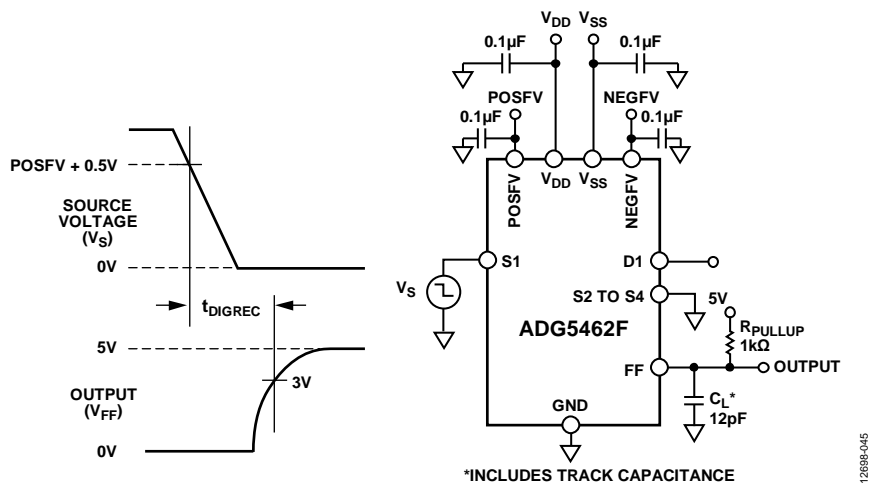 POSFV + 0.5V
SOURCE
VOLTAGE
(VS)
0V
tDIGREC
5V
OUTPUT
(VFF)
3V
0V
VDD VSS
0.1µF 0.1µF
POSFV NEGFV
0.1µF 0.1µF
POSFV VDD VSS NEGFV
S1 D1
VS
S2 TO S4
5V
ADG5462F
RPULLUP
1kΩ
FF OUTPUT
CL*
12pF
GND
*INCLUDES TRACK CAPACITANCE
12698-045